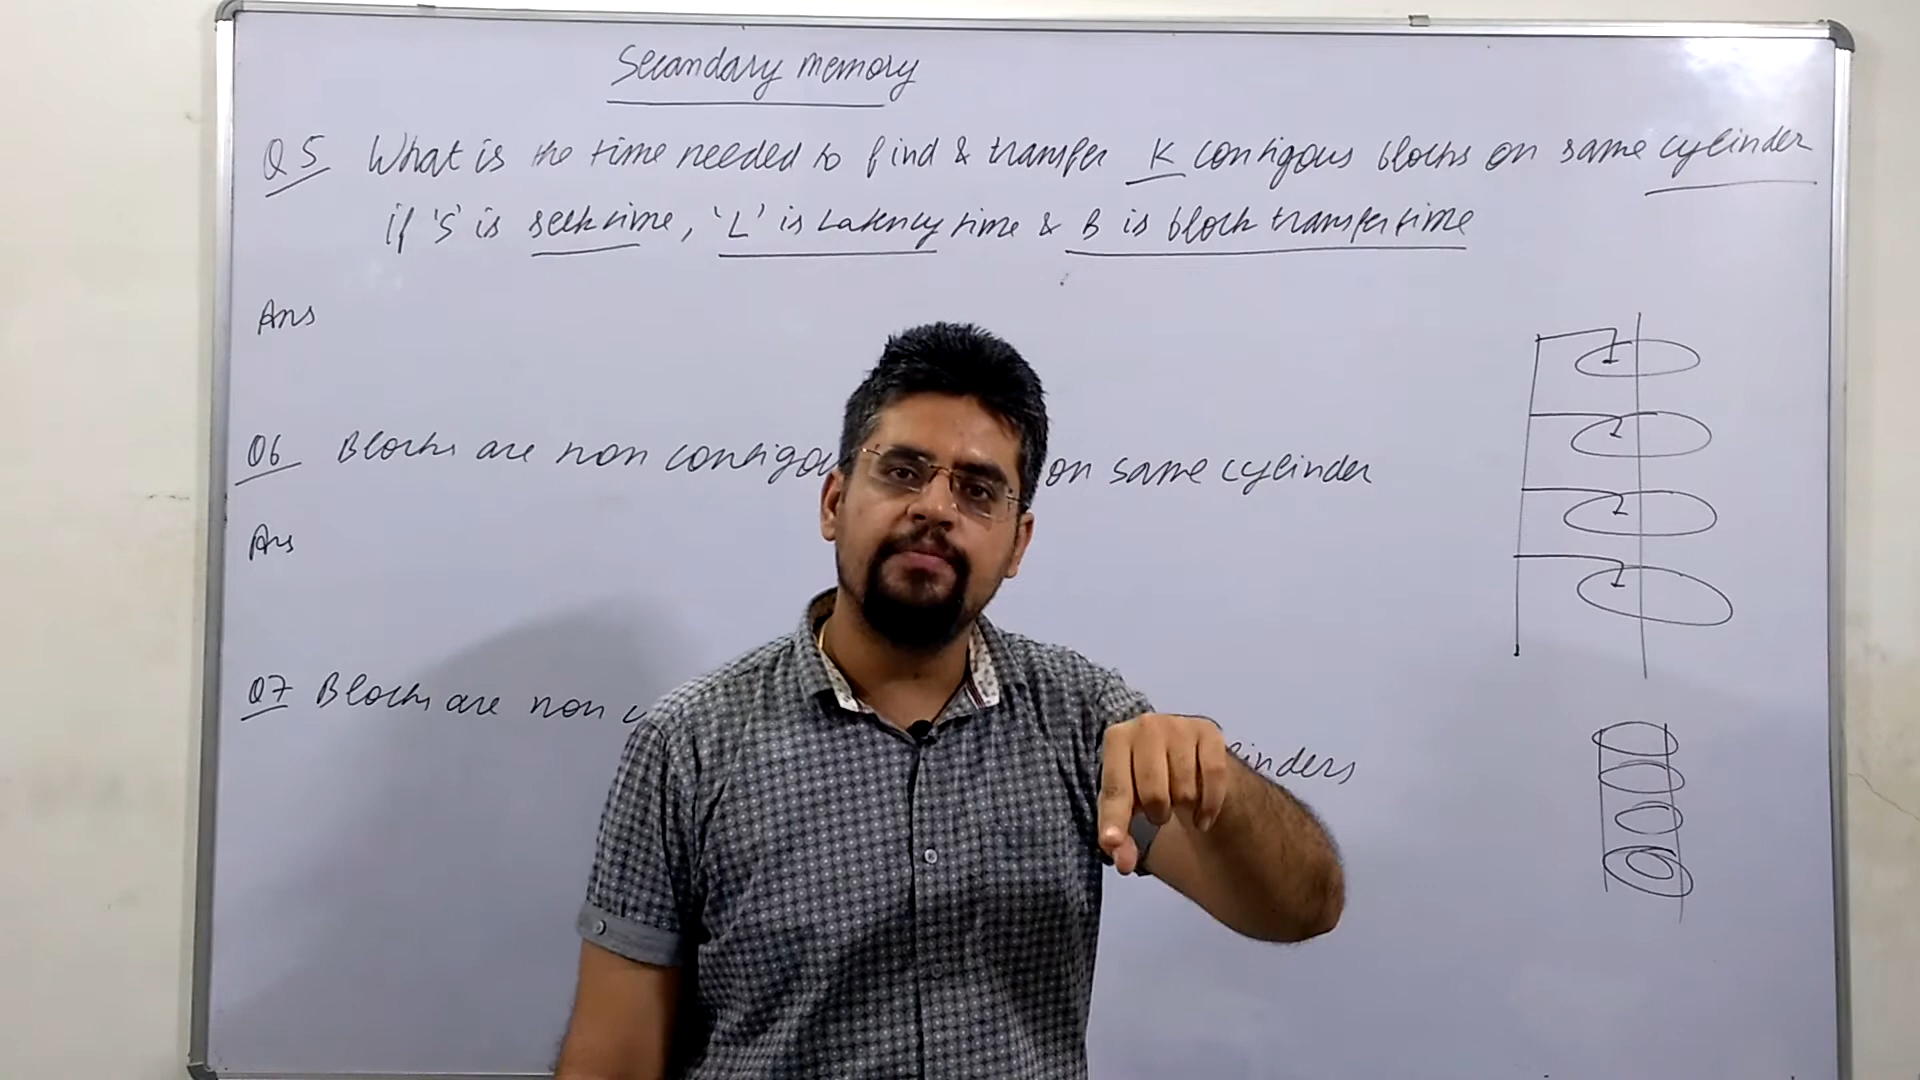 Secondary memory
Q5 What is the time needed to find & transfer K contigous blocks on same cylinder
if 'S' is seek time, 'L' is Latency time & B is block transfer time
Ans
Q6 Blocks are non contigou on same cylinder
Ans
Q7 Blocks are non c inders